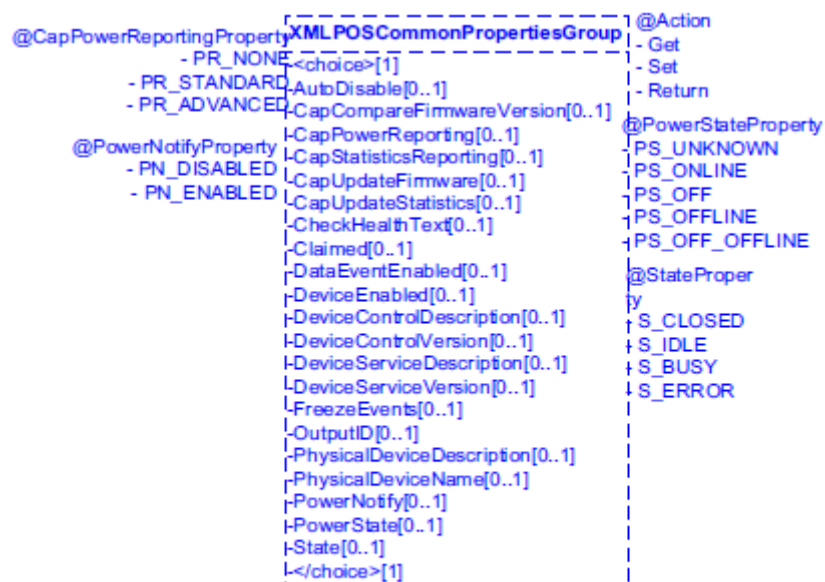 @CapPowerReportingProperty
- PR_NONE
- PR_STANDARD
- PR_ADVANCED
@PowerNotifyProperty
- PN_DISABLED
- PN_ENABLED
XMLPOSCommonPropertiesGroup
-<choice>[1]
-AutoDisable[0..1]
-CapCompareFirmwareVersion[0..1]
-CapPowerReporting[0..1]
-CapStatisticsReporting[0..1]
-CapUpdateFirmware[0..1]
-CapUpdateStatistics[0..1]
-CheckHealthText[0..1]
-Claimed[0..1]
-DataEventEnabled[0..1]
-DeviceEnabled[0..1]
-DeviceControlDescription[0..1]
-DeviceControlVersion[0..1]
-DeviceServiceDescription[0..1]
-DeviceServiceVersion[0..1]
-FreezeEvents[0..1]
-OutputID[0..1]
-PhysicalDeviceDescription[0..1]
-PhysicalDeviceName[0..1]
-PowerNotify[0..1]
-PowerState[0..1]
-State[0..1]
-</choice>[1]
@Action
- Get
- Set
- Return
@PowerStateProperty
- PS_UNKNOWN
- PS_ONLINE
- PS_OFF
- PS_OFFLINE
- PS_OFF_OFFLINE
@StateProper
ty
- S_CLOSED
- S_IDLE
- S_BUSY
- S_ERROR